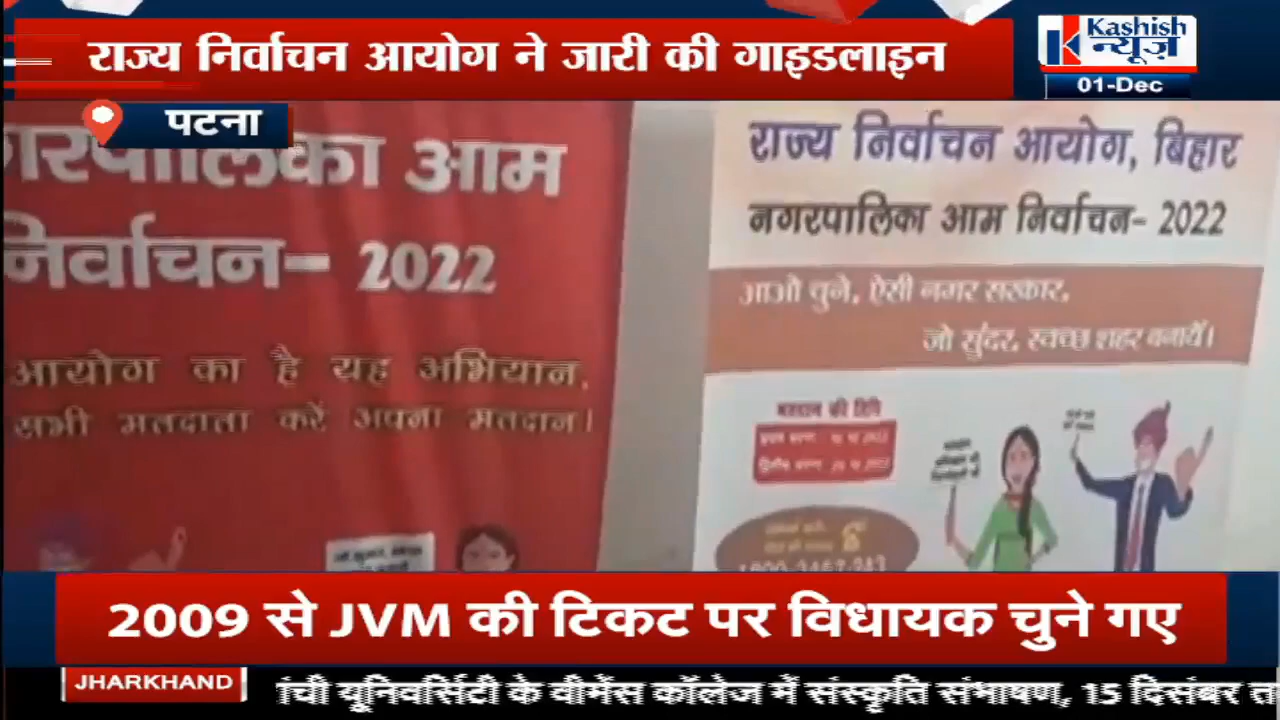 राज्य निर्वाचन आयोग ने जारी की गाइडलाइन
Kashish
न्यूज़
01-Dec
पटना
गरपालिका आम
निर्वाचन- 2022
आयोग का है यह अभियान,
सभी मतदाता करें अपना मतदान।
राज्य निर्वाचन आयोग, बिहार
नगरपालिका आम निर्वाचन- 2022
आओ चुने, ऐसी नगर सरकार,
जो सुंदर, स्वच्छ शहर बनायें।
मतदान की तिथि
2009 से JVM की टिकट पर विधायक चुने गए
JHARKHAND
ांची यूनिवर्सिटी के वीमेंस कॉलेज में संस्कृति संभाषण, 15 दिसंबर त